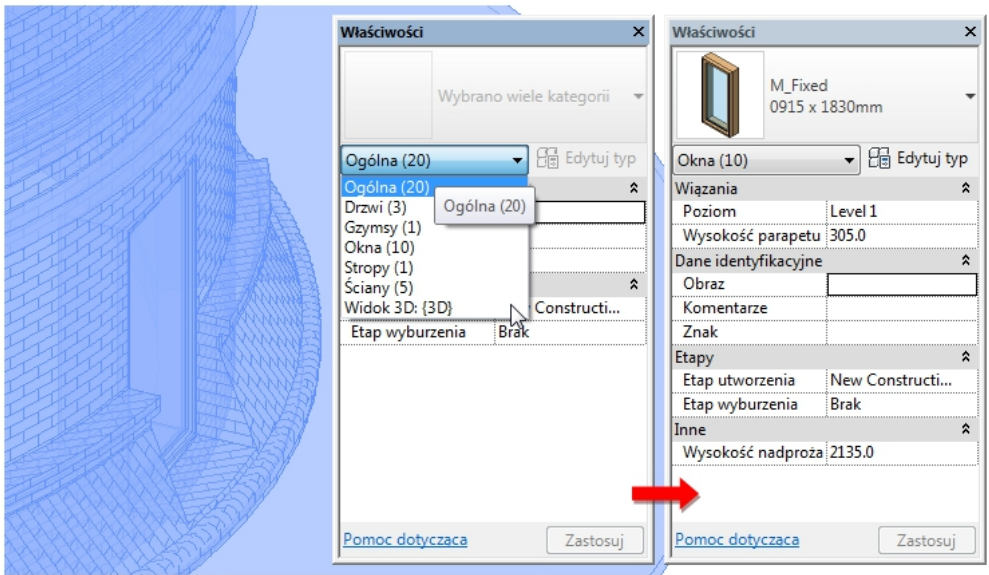 Właściwości
Wybrano wiele kategorii
Ogólna (20)
Edytuj typ
Ogólna (20)
Drzwi (3)
Ogólna (20)
Gzymsy (1)
Okna (10)
Stropy (1)
Ściany (5)
Widok 3D: {3D}
Constructi...
Etap wyburzenia Brak
Pomoc dotycząca
Zastosuj
Właściwości
M_Fixed
0915 x 1830mm
Okna (10)
Edytuj typ
Wiązania
Poziom Level 1
Wysokość parapetu 305.0
Dane identyfikacyjne
Obraz
Komentarze
Znak
Etapy
Etap utworzenia New Constructi...
Etap wyburzenia Brak
Inne
Wysokość nadproża 2135.0
Pomoc dotycząca
Zastosuj